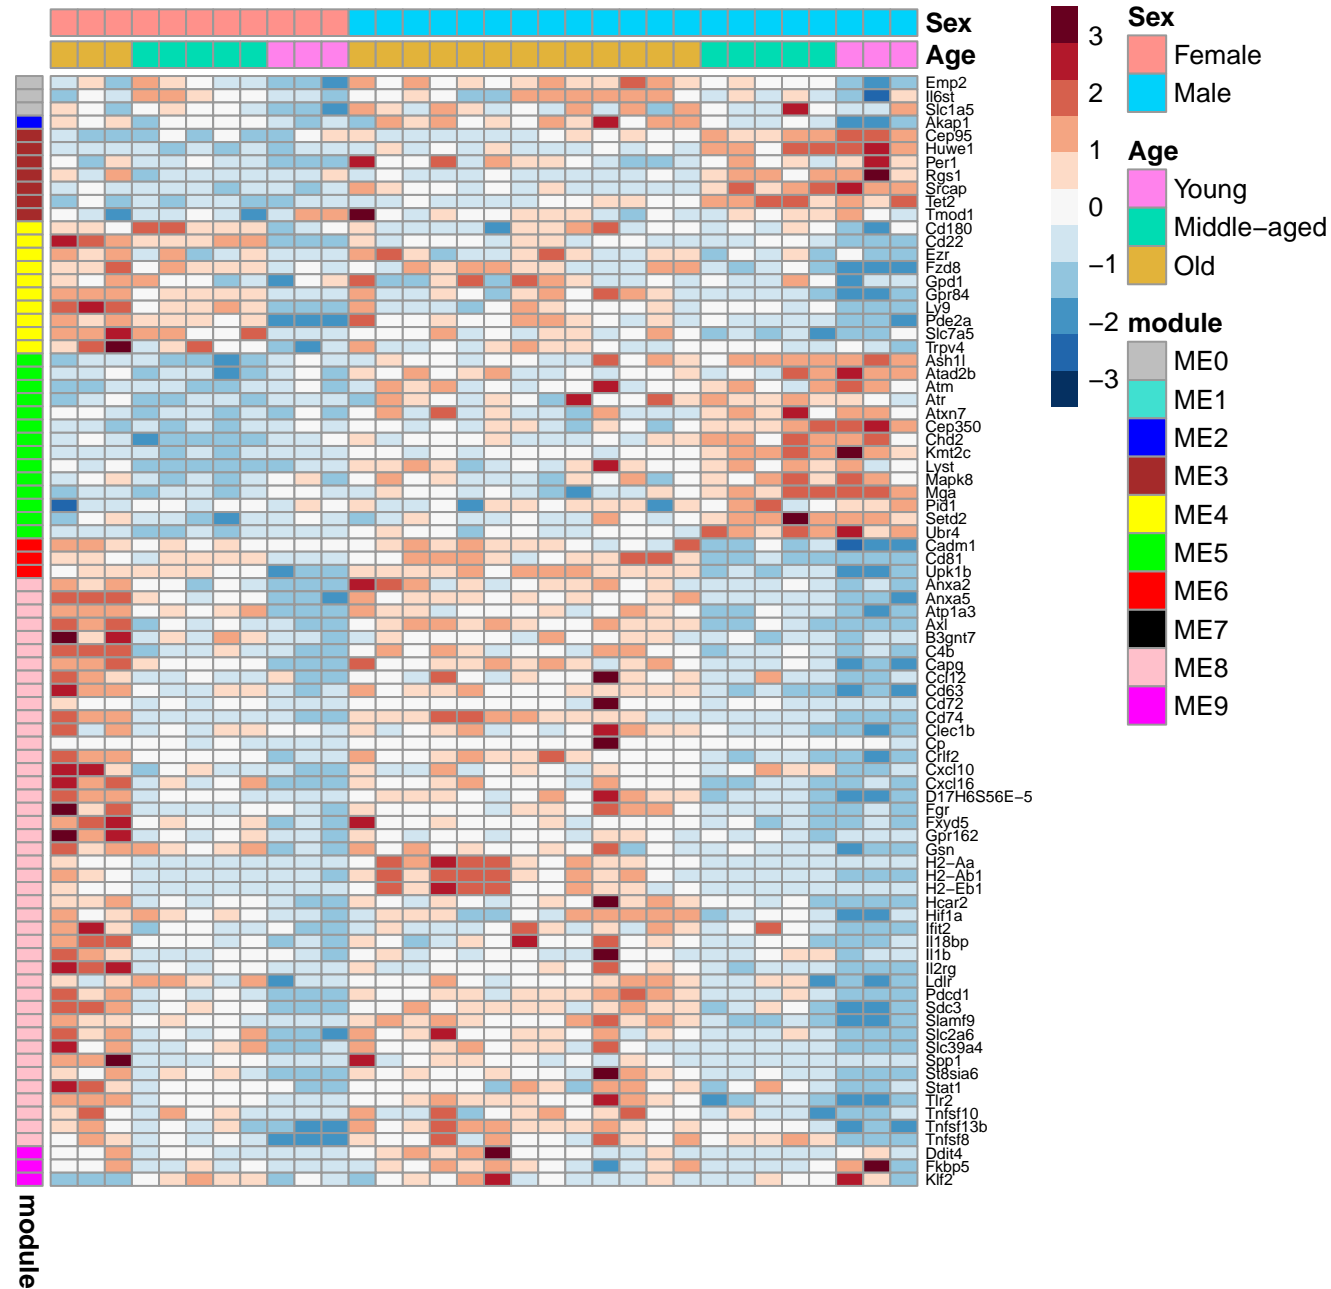 Sex
Age
Emp2
Il6st
Slc1a5
Akap1
Cep95
Huwe1
Per1
Rgs1
Srcap
Tet2
Tmod1
Cd180
Cd22
Ezr
Fzd8
Gpd1
Gpr84
Ly9
Pde2a
Slc7a5
Trpv4
Ash1l
Atad2b
Atm
Atr
Atxn7
Cep350
Chd2
Kmt2c
Lyst
Mapk8
Mga
Pid1
Setd2
Ubr4
Cadm1
Cd81
Upk1b
Anxa2
Anxa5
Atp1a3
Axl
B3gnt7
C4b
Capg
Ccl12
Cd63
Cd72
Cd74
Clec1b
Cp
Crlf2
Cxcl10
Cxcl16
D17H6S56E−5
Fgr
Fxyd5
Gpr162
Gsn
H2−Aa
H2−Ab1
H2−Eb1
Hcar2
Hif1a
Ifit2
Il18bp
Il1b
Il2rg
Ldlr
Pdcd1
Sdc3
Slamf9
Slc2a6
Slc39a4
Spp1
St8sia6
Stat1
Tlr2
Tnfsf10
Tnfsf13b
Tnfsf8
Ddit4
Fkbp5
Klf2
module
3
2
1
0
−1
−2
−3
Sex
Female
Male
Age
Young
Middle−aged
Old
module
ME0
ME1
ME2
ME3
ME4
ME5
ME6
ME7
ME8
ME9